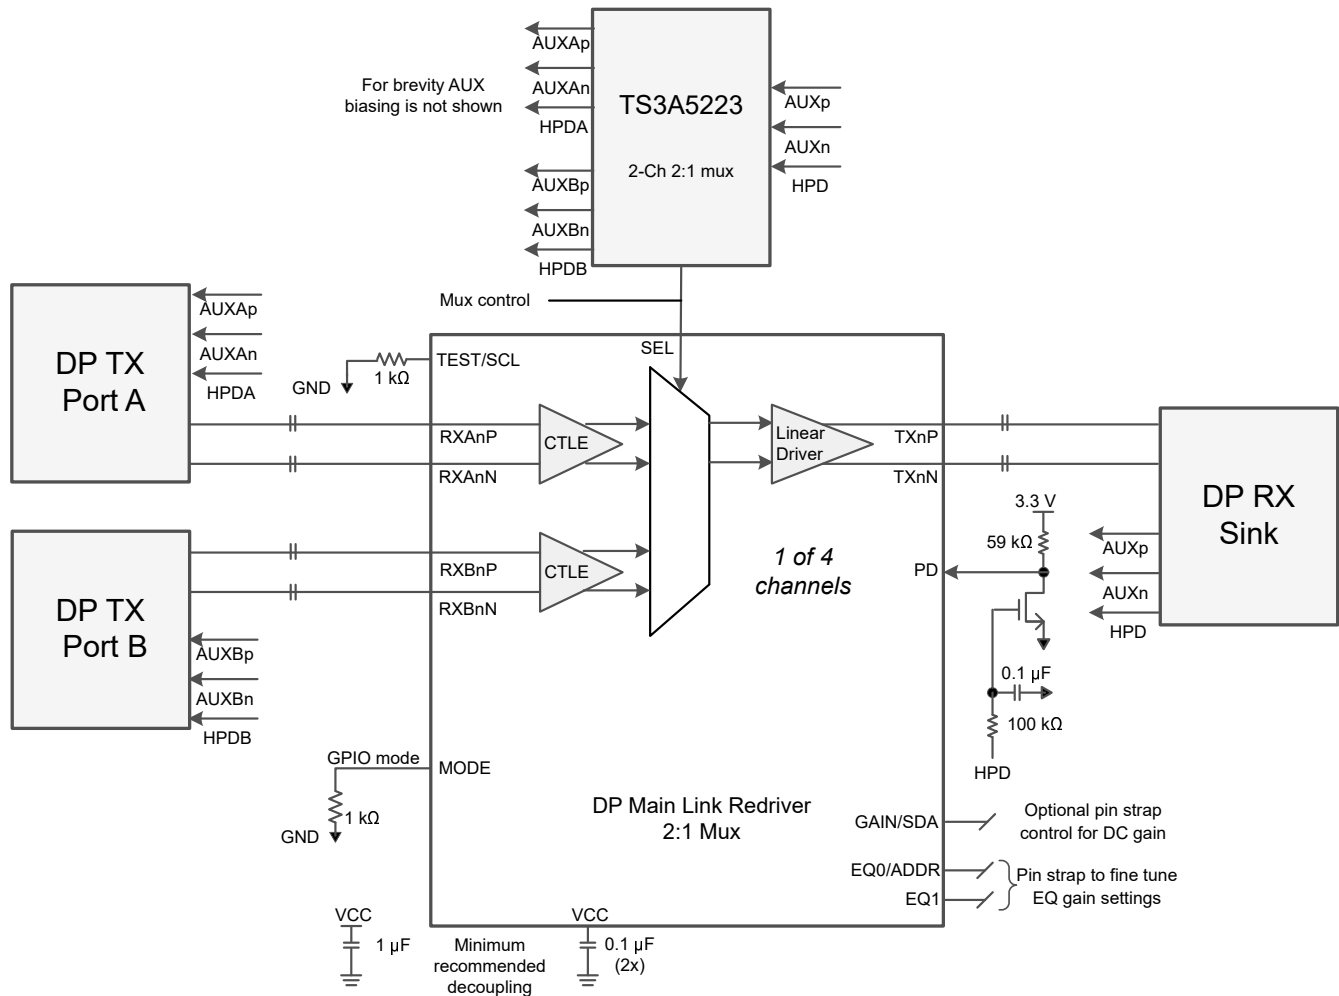 AUXAp
AUXAn
HPDA
AUXBp
AUXBn
HPDB
For brevity AUX
biasing is not shown
TS3A5223
2-Ch 2:1 mux
AUXp
AUXn
HPD
Mux control
DP TX
Port A
AUXAp
AUXAn
HPDA
GND
1 kΩ
TEST/SCL
SEL
RXAnP
RXAnN
CTLE
Linear
Driver
TXnP
TXnN
DP TX
Port B
AUXBp
AUXBn
HPDB
RXBnP
RXBnN
CTLE
1 of 4
channels
PD
3.3 V
59 kΩ
0.1 µF
100 kΩ
HPD
DP RX
Sink
AUXp
AUXn
HPD
GPIO mode
MODE
1 kΩ
GND
DP Main Link Redriver
2:1 Mux
GAIN/SDA
Optional pin strap
control for DC gain
EQ0/ADDR
EQ1
Pin strap to fine tune
EQ gain settings
VCC
1 µF
Minimum
recommended
decoupling
VCC
0.1 µF
(2x)